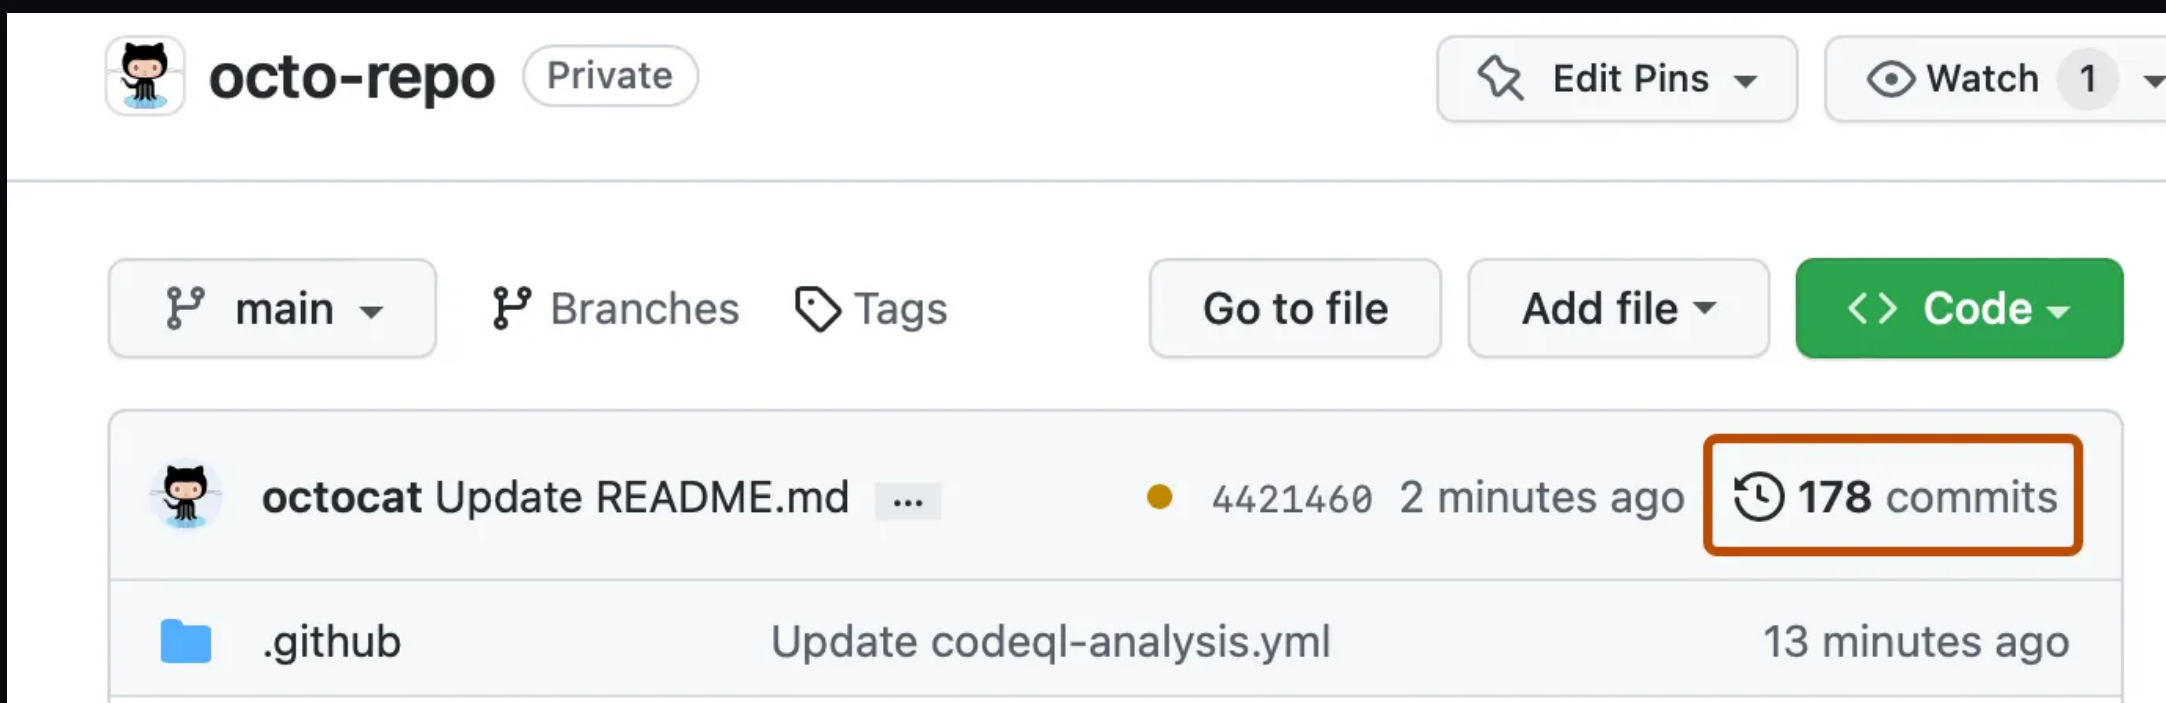 octo-repo Private Edit Pins Watch 1
main Branches Tags Go to file Add file <> Code
octocat Update README.md ... 4421460 2 minutes ago 178 commits
.github Update codeql-analysis.yml 13 minutes ago